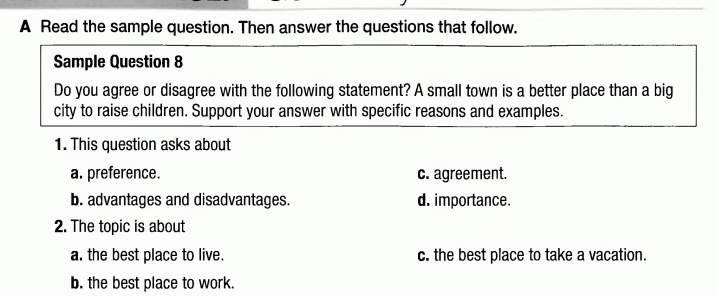 A Read the sample question. Then answer the questions that follow.
Sample Question 8
Do you agree or disagree with the following statement? A small town is a better place than a big
city to raise children. Support your answer with specific reasons and examples.
1. This question asks about
a. preference.
c. agreement.
b. advantages and disadvantages.
d. importance.
2. The topic is about
a. the best place to live.
c. the best place to take a vacation.
b. the best place to work.